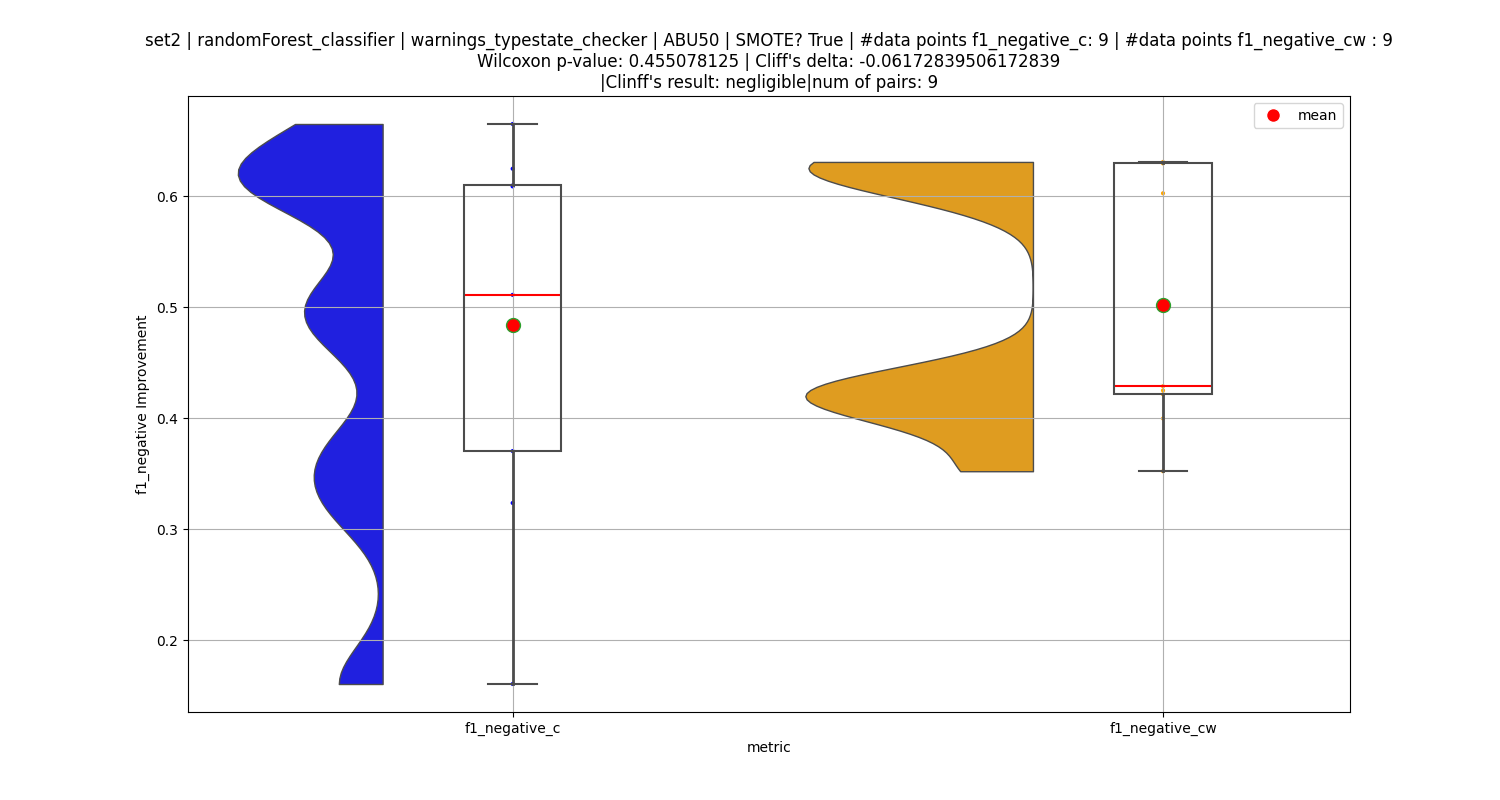 set2 | randomForest_classifier | warnings_typestate_checker | ABU50 | SMOTE? True | #data points f1_negative_c: 9 | #data points f1_negative_cw : 9
Wilcoxon p-value: 0.455078125 | Cliff's delta: -0.06172839506172839
|Clinff's result: negligible|num of pairs: 9
mean
f1_negative Improvement
0.6
0.5
0.4
0.3
0.2
f1_negative_c
f1_negative_cw
metric